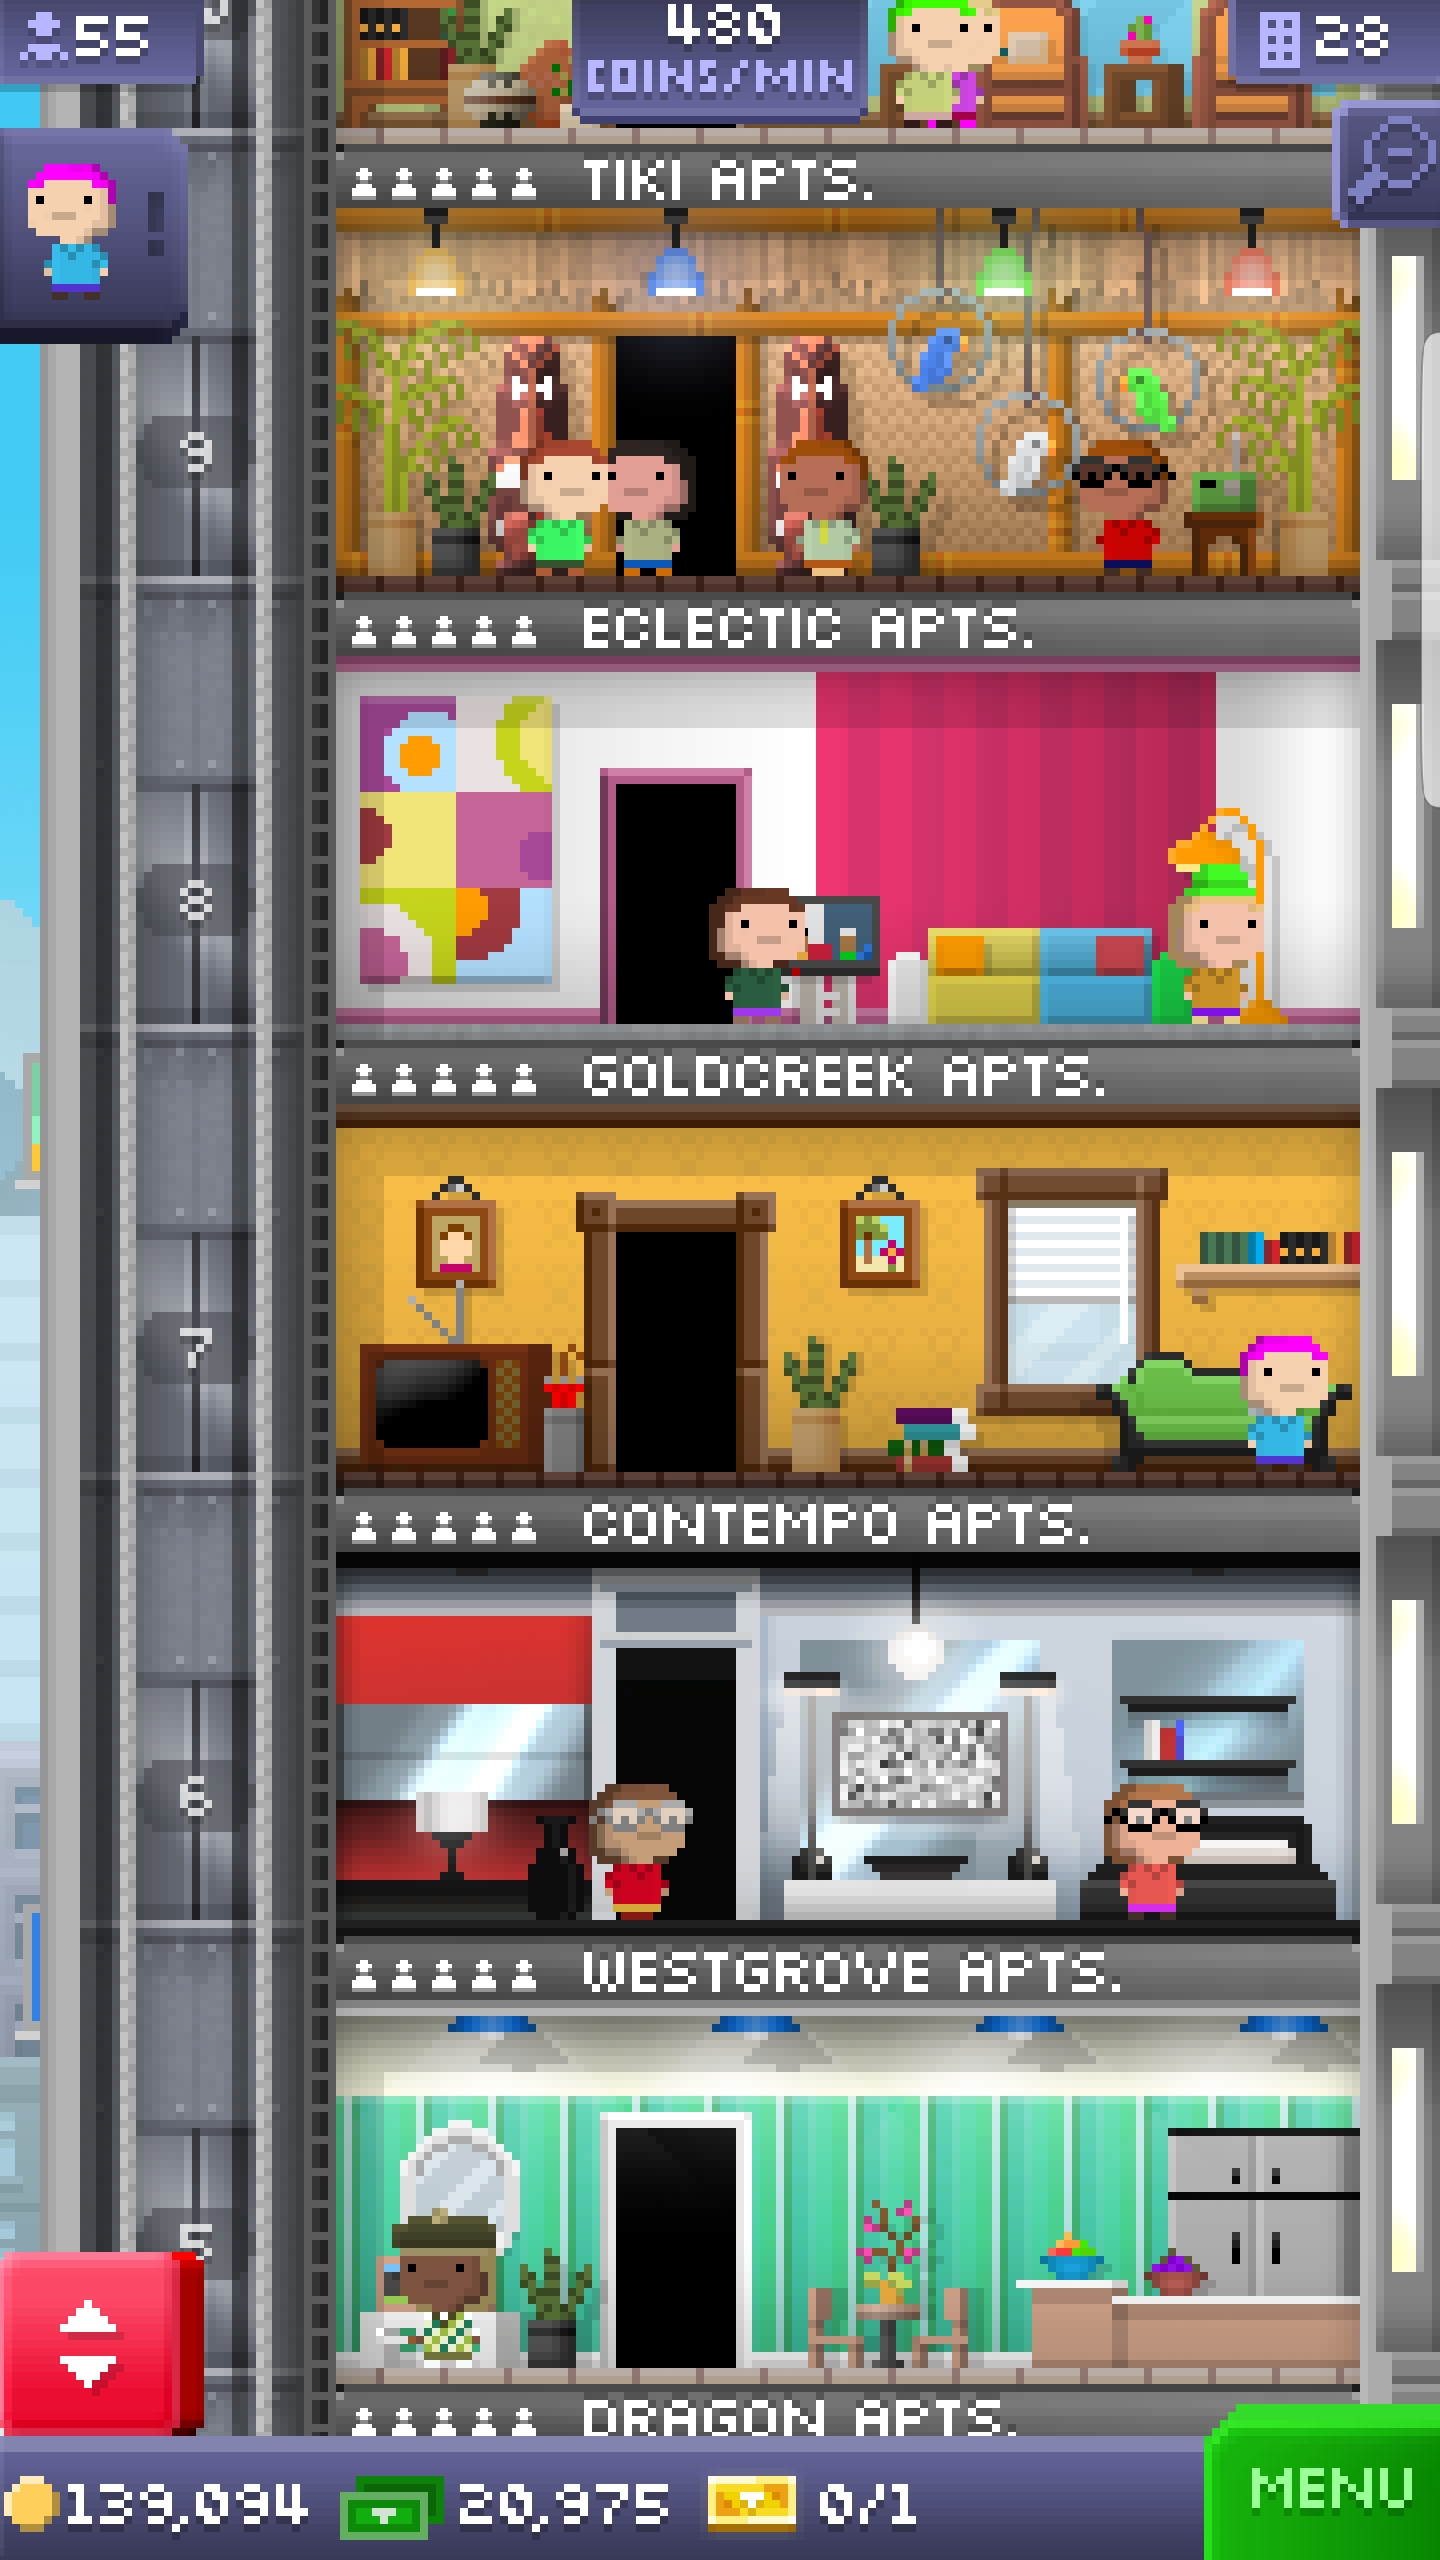 55
480
COINS/MIN
28
!
TIKI APTS.
9
ECLECTIC APTS.
8
GOLDCREEK APTS.
7
CONTEMPO APTS.
6
WESTGROVE APTS.
5
DRAGON APTS.
139,094
20,975
0/1
MENU